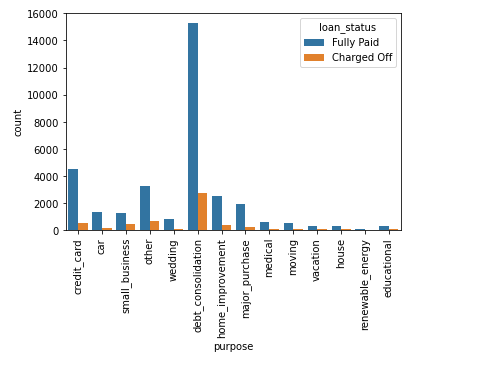 loan_status
Fully Paid
Charged Off
16000
14000
12000
10000
8000
6000
4000
2000
0
count
credit_card
car
small_business
other
wedding
debt_consolidation
home_improvement
major_purchase
medical
moving
vacation
house
renewable_energy
educational
purpose